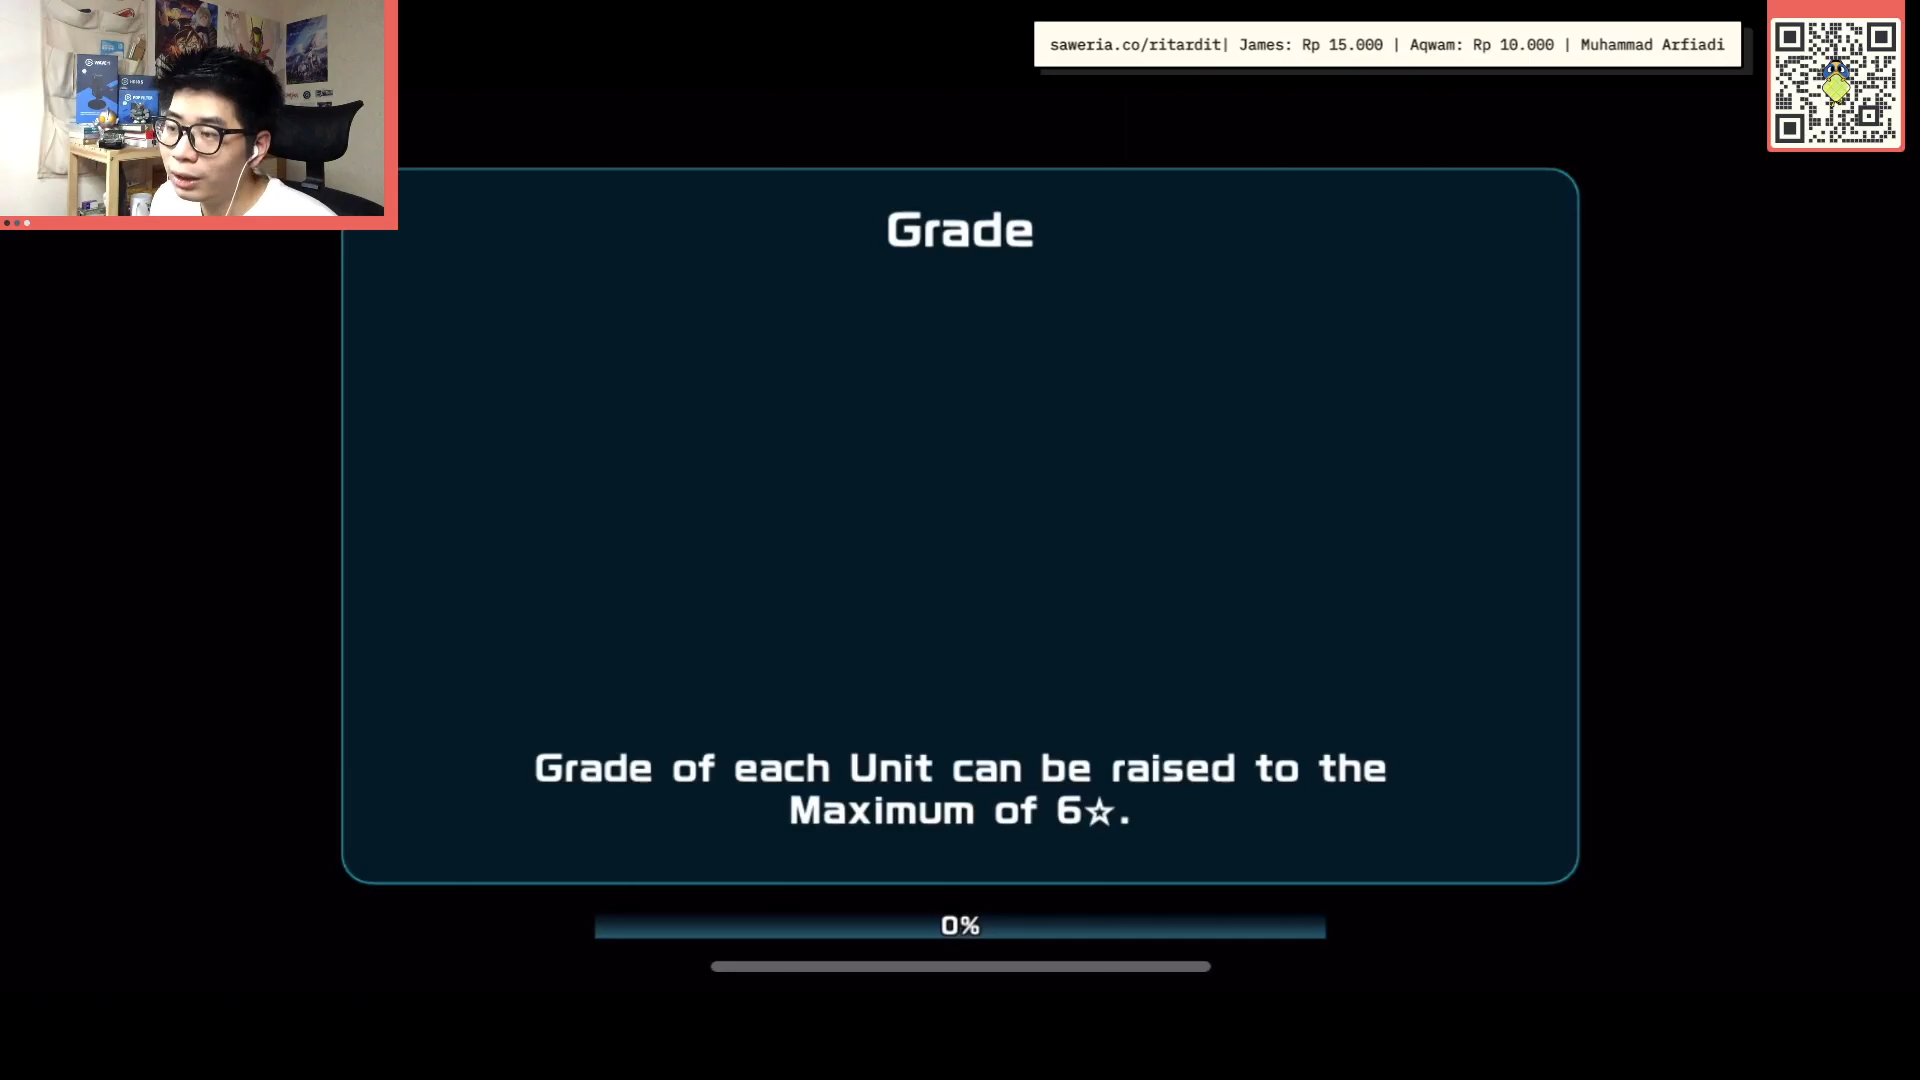 saweria.co/ritardit| James: Rp 15.000 | Aqwam: Rp 10.000 | Muhammad Arfiadi
Grade
Grade of each Unit can be raised to the
Maximum of 6☆.
0%